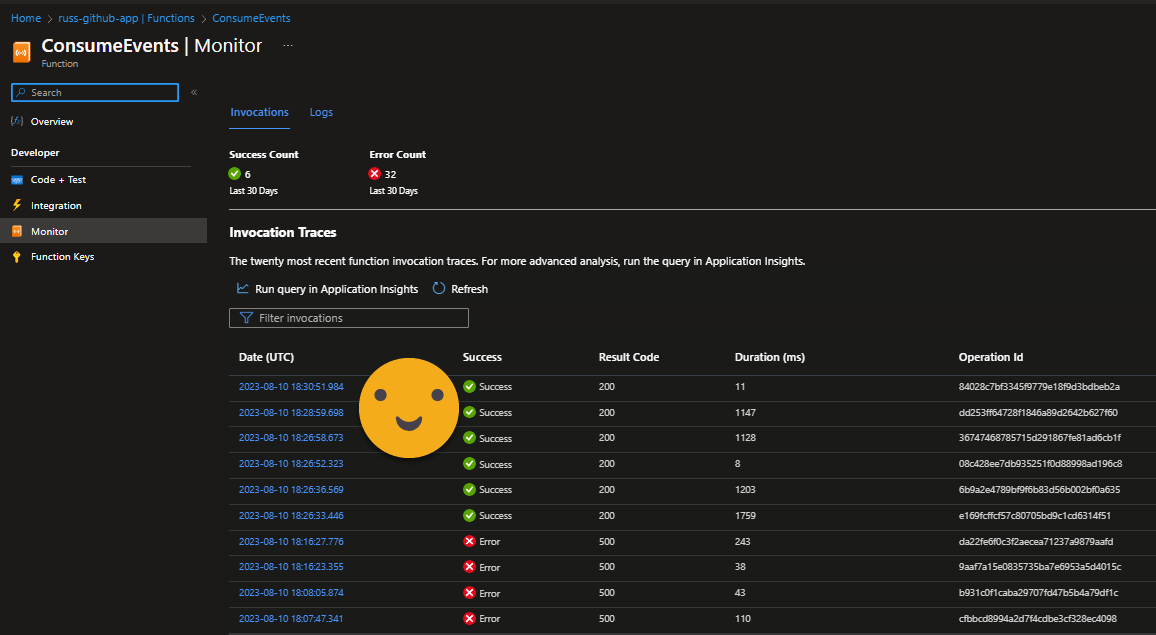 Home > russ-github-app | Functions > ConsumeEvents
ConsumeEvents | Monitor ...
Function
Search «
Overview
Developer
Code + Test
Integration
Monitor
Function Keys
Invocations Logs
Success Count Error Count
6 32
Last 30 Days Last 30 Days
Invocation Traces
The twenty most recent function invocation traces. For more advanced analysis, run the query in Application Insights.
Run query in Application Insights Refresh
Filter invocations
Date (UTC) Success Result Code Duration (ms) Operation Id
2023-08-10 18:30:51.984 Success 200 11 84028c7bf3345f9779e18f9d3bdbeb2a
2023-08-10 18:28:59.698 Success 200 1147 dd253ff64728f1846a89d2642b627f60
2023-08-10 18:26:58.673 Success 200 1128 36747468785715d291867fe81ad6cb1f
2023-08-10 18:26:52.323 Success 200 8 08c428ee7db935251f0d88998ad196c8
2023-08-10 18:26:36.569 Success 200 1203 6b9a2e4789bf9f6b83d56b002bf0a635
2023-08-10 18:26:33.446 Success 200 1759 e169fcffcf57c80705bd9c1cd6314f51
2023-08-10 18:16:27.776 Error 500 243 da22fe6f0c3f2aecea71237a9879aafd
2023-08-10 18:16:23.355 Error 500 38 9aaf7a15e0835735ba7e6953a5d4015c
2023-08-10 18:08:05.874 Error 500 43 b931c0f1caba29707fd47b5b4a79df1c
2023-08-10 18:07:47.341 Error 500 110 cfbbcd8994a2d7f4cdbe3cf328ec4098